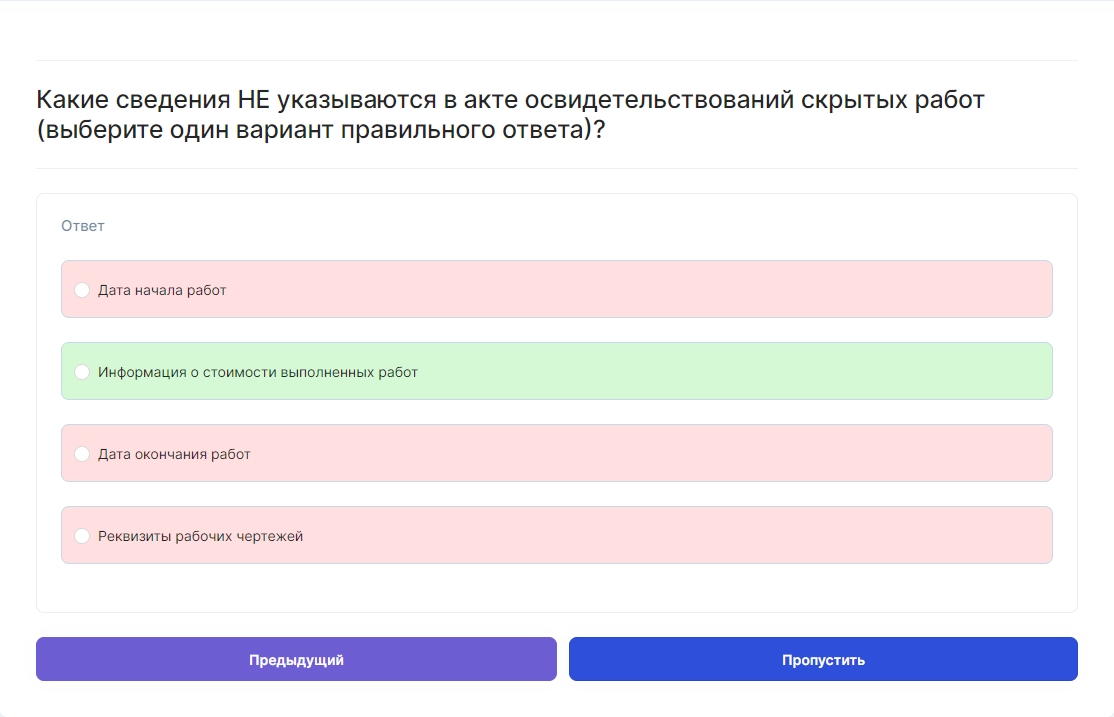 Какие сведения НЕ указываются в акте освидетельствований скрытых работ
(выберите один вариант правильного ответа)?
Ответ
Дата начала работ
Информация о стоимости выполненных работ
Дата окончания работ
Реквизиты рабочих чертежей
Предыдущий
Пропустить